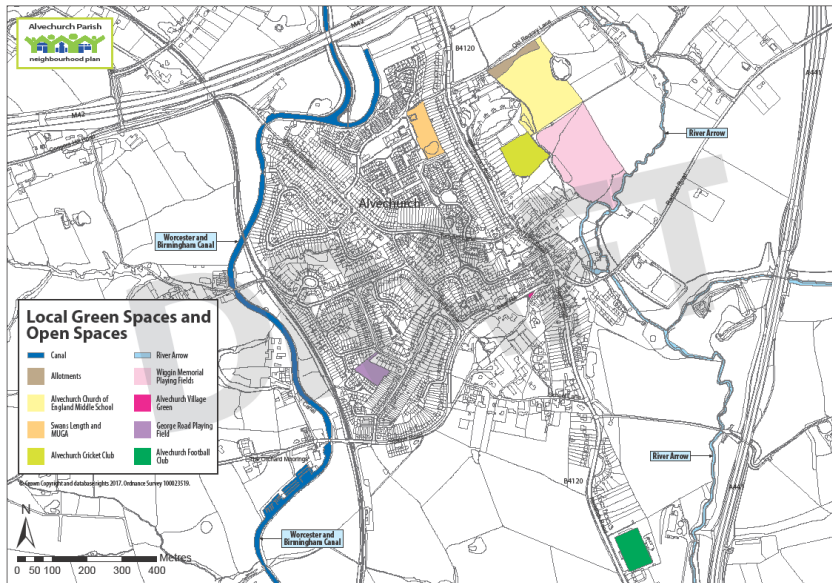 Alvechurch Parish
neighbourhood plan
M42
B4120
Old Rectory Lane
A441
M42
River Arrow
Alvechurch
Worcester and
Birmingham Canal
DRAFT
Local Green Spaces and
Open Spaces
Canal
River Arrow
Allotments
Wiggin Memorial
Playing Fields
Alvechurch Church of
England Middle School
Alvechurch Village
Green
Swans Length and
MUGA
George Road Playing
Field
Alvechurch Cricket Club
Alvechurch Football
Club
Orchard Moorings
River Arrow
© Crown Copyright and database rights 2017. Ordnance Survey 100023519.
B4120
A441
N
Worcester and
Birmingham Canal
Metres
0 50 100 200 300 400